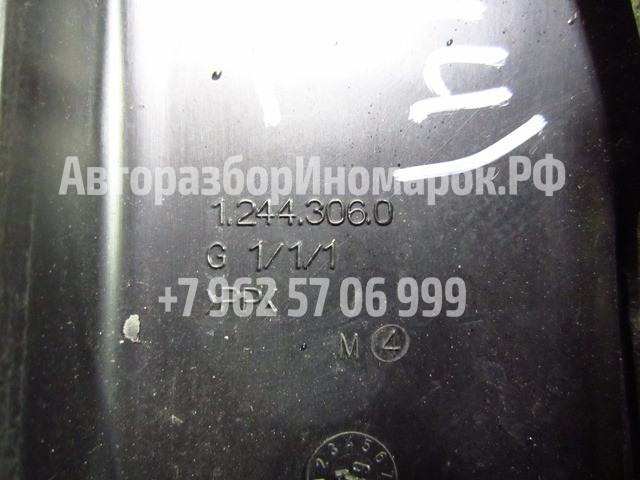 АвторазборИномарок.РФ
1.244.306.0
G 1/1/1
+7 962 57 06 999
M 4